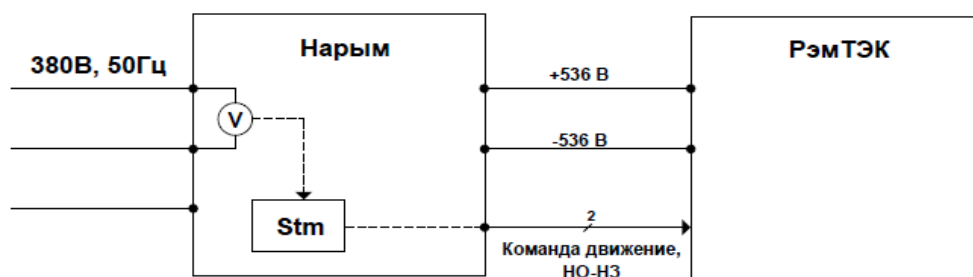 Нарым
РэмТЭК
380В, 50Гц
+536 В
V
-536 В
Stm
2
Команда движение,
НО-НЗ